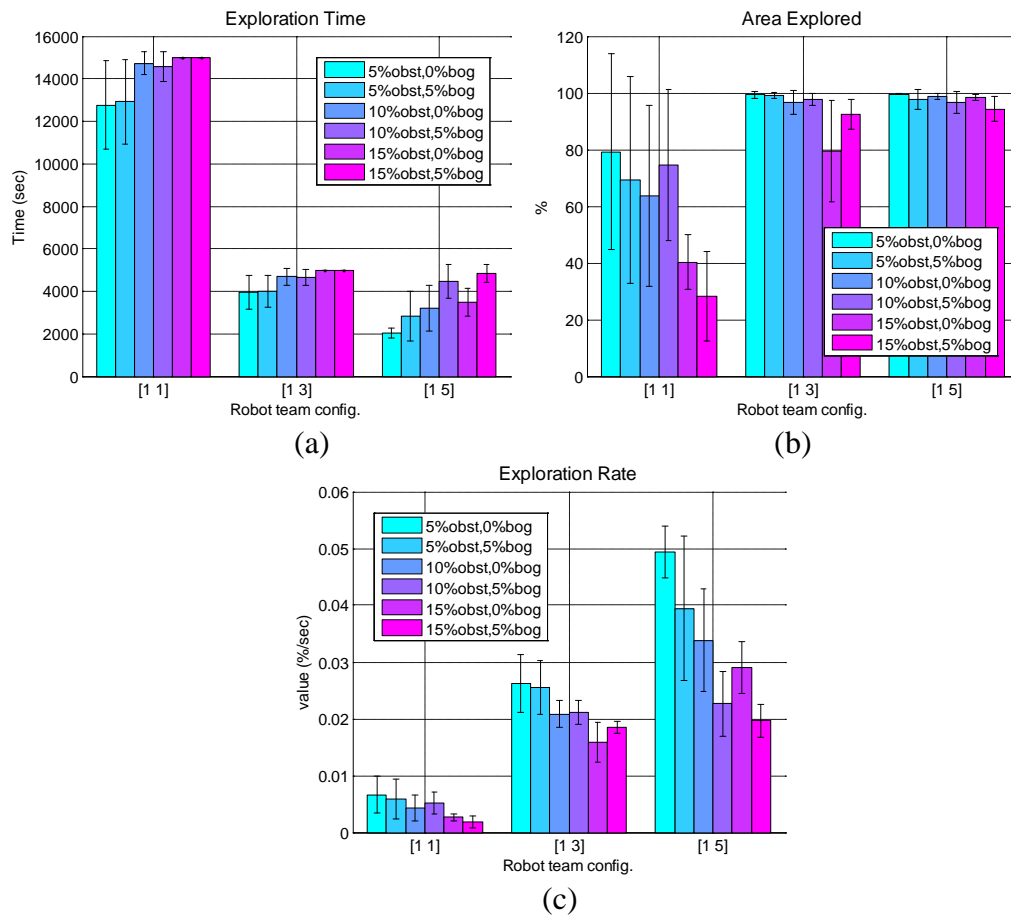 Exploration Time
16000
14000
12000
10000
8000
6000
4000
2000
0
Time (sec)
5%obst,0%bog
5%obst,5%bog
10%obst,0%bog
10%obst,5%bog
15%obst,0%bog
15%obst,5%bog
[1 1]
[1 3]
[1 5]
Robot team config.
(a)
Area Explored
120
100
80
60
40
20
0
%
5%obst,0%bog
5%obst,5%bog
10%obst,0%bog
10%obst,5%bog
15%obst,0%bog
15%obst,5%bog
[1 1]
[1 3]
[1 5]
Robot team config.
(b)
Exploration Rate
0.06
0.05
0.04
0.03
0.02
0.01
0
value (%/sec)
5%obst,0%bog
5%obst,5%bog
10%obst,0%bog
10%obst,5%bog
15%obst,0%bog
15%obst,5%bog
[1 1]
[1 3]
[1 5]
Robot team config.
(c)